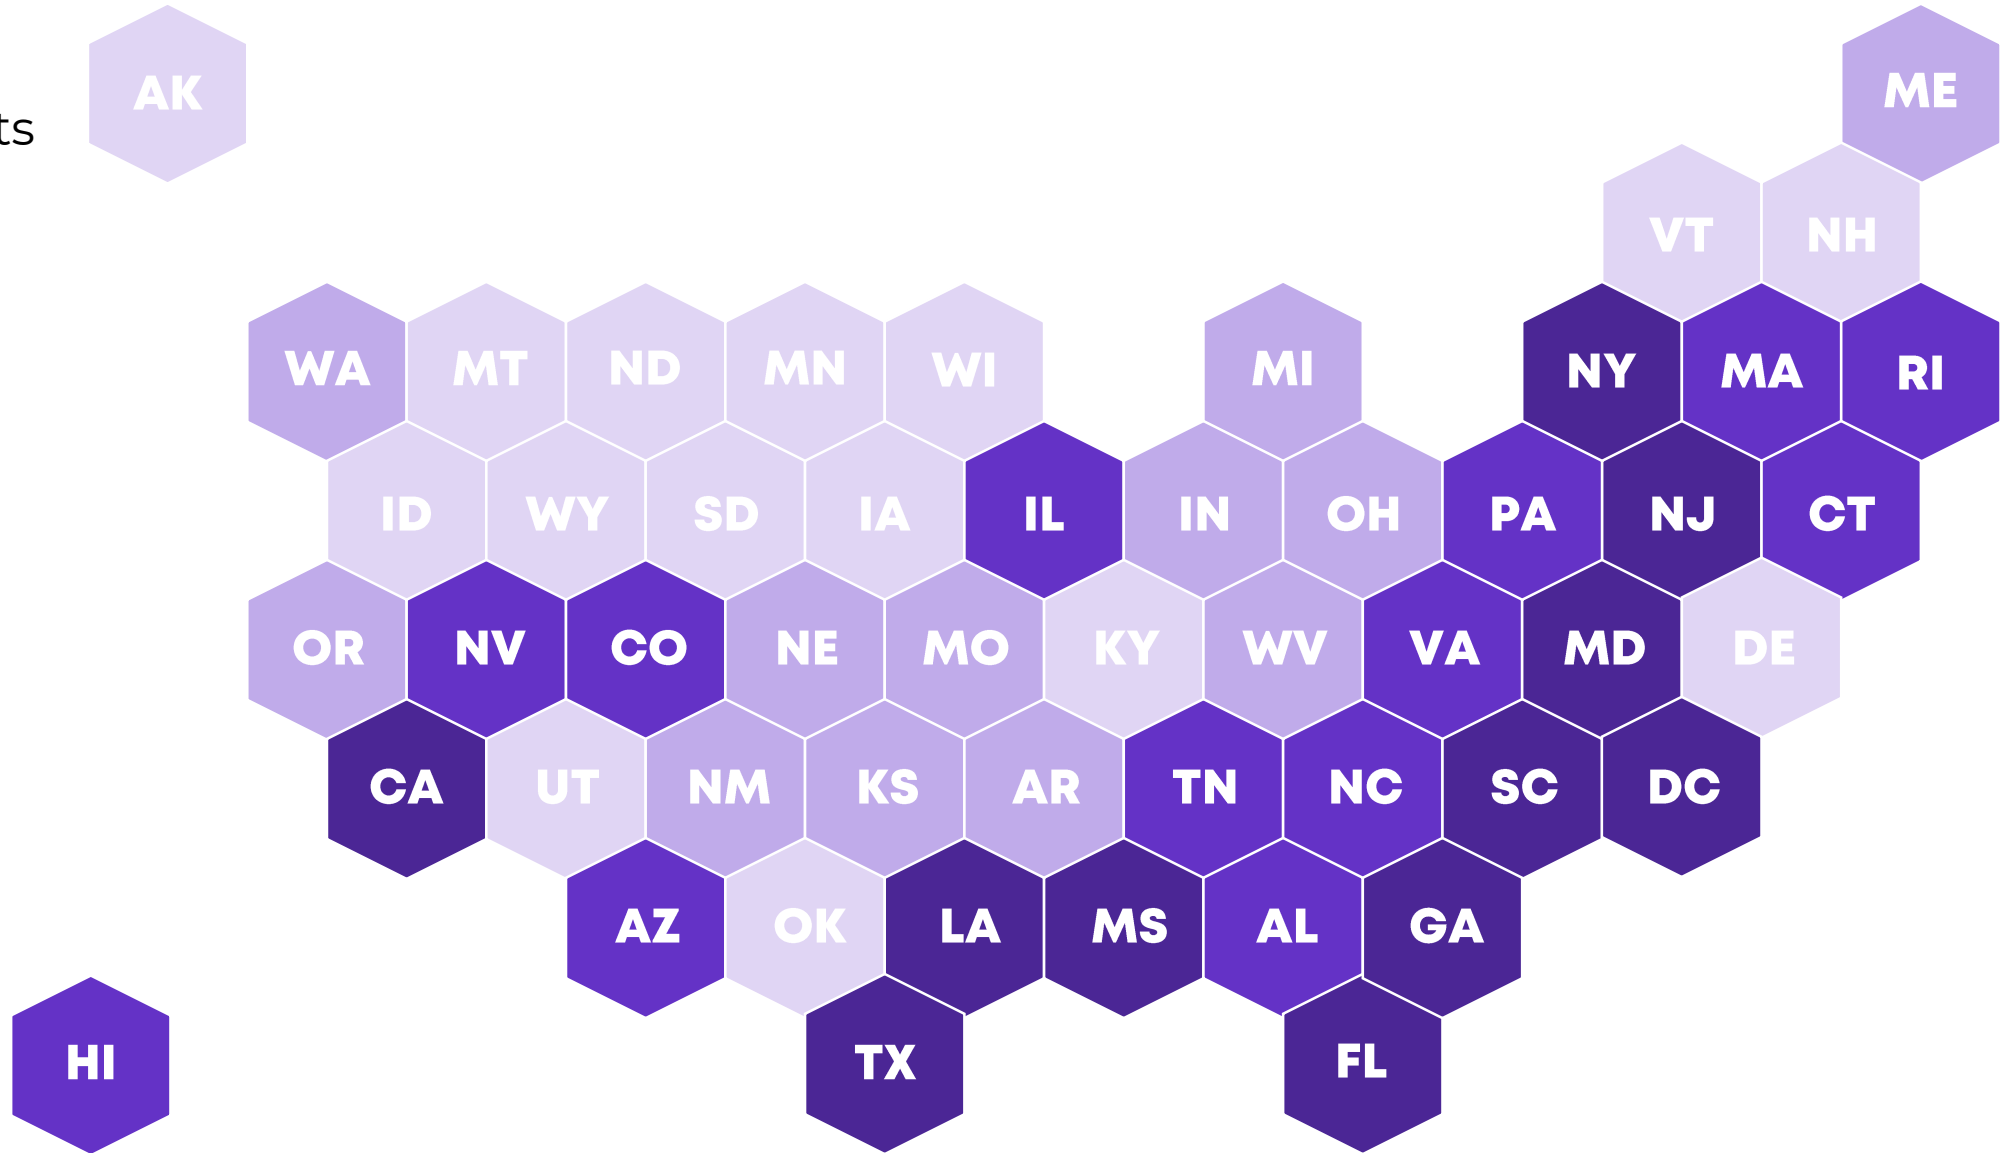 AK
ME
ts
VT NH
WA MT ND MN WI MI NY MA RI
ID WY SD IA IL IN OH PA NJ CT
OR NV CO NE MO KY WV VA MD DE
CA UT NM KS AR TN NC SC DC
AZ OK LA MS AL GA
HI TX FL